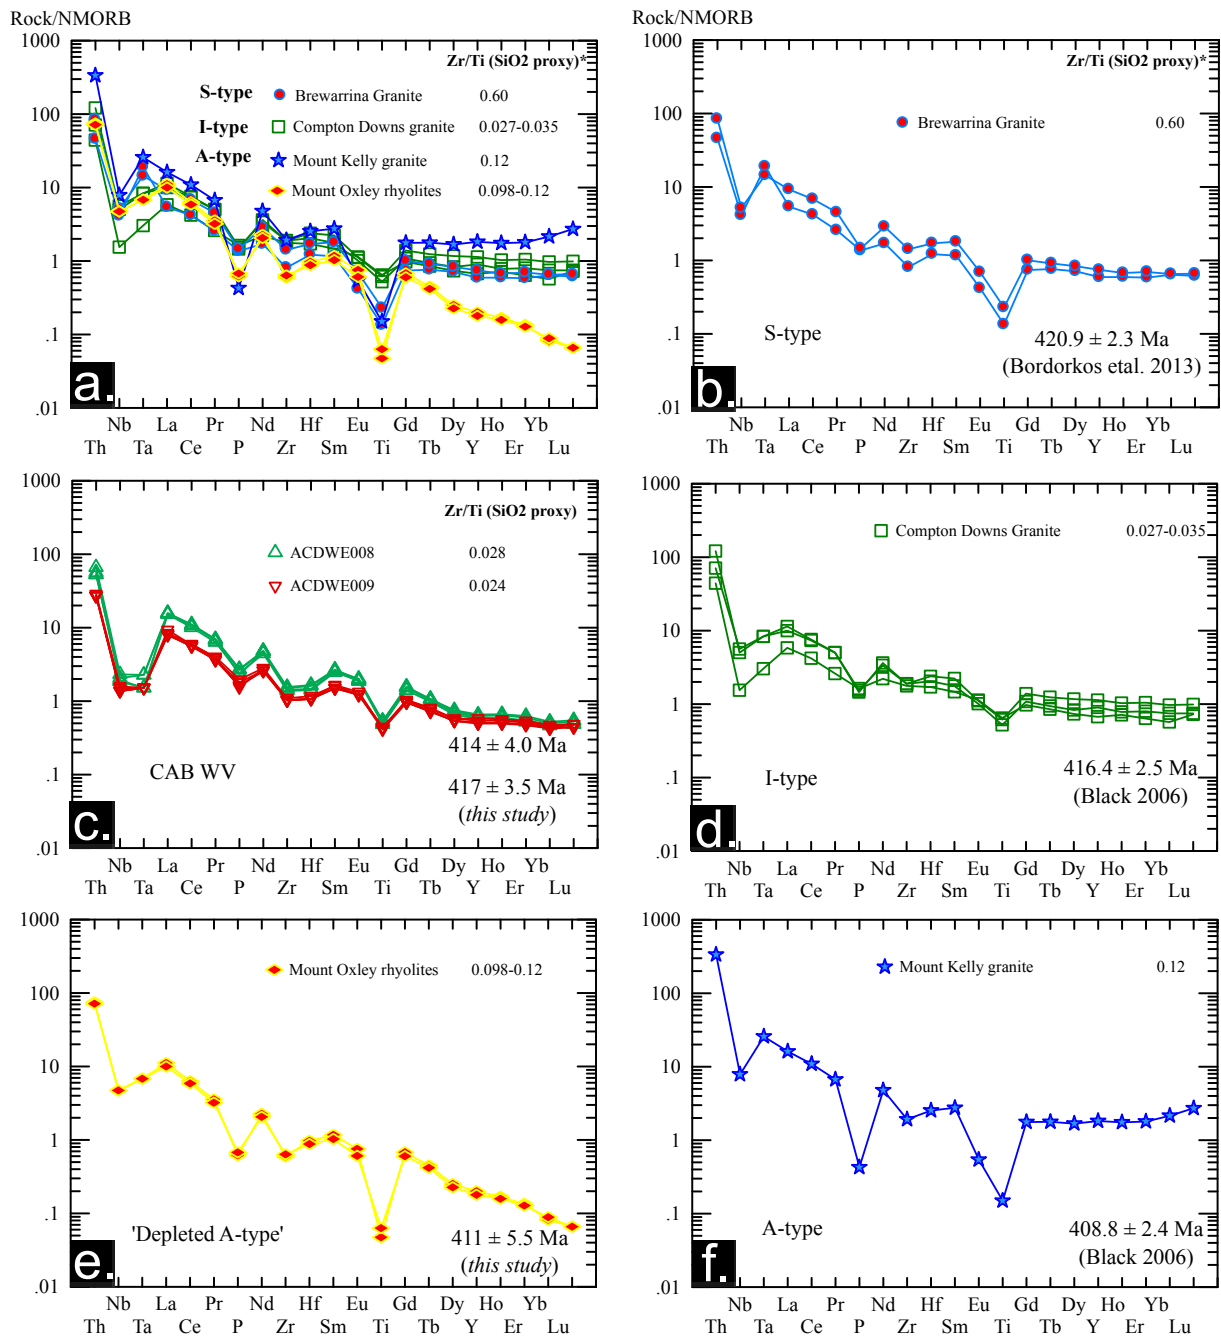 Rock/NMORB
1000
100
10
1
.1
.01
Zr/Ti (SiO2 proxy)*
S-type Brewarrina Granite 0.60
I-type Compton Downs granite 0.027-0.035
A-type Mount Kelly granite 0.12
Mount Oxley rhyolites 0.098-0.12
a.
Nb La Pr Nd Hf Eu Gd Dy Ho Yb
Th Ta Ce P Zr Sm Ti Tb Y Er Lu
Rock/NMORB
1000
100
10
1
.1
.01
Zr/Ti (SiO2 proxy)*
Brewarrina Granite 0.60
S-type
420.9 ± 2.3 Ma
(Bordorkos etal. 2013)
b.
Nb La Pr Nd Hf Eu Gd Dy Ho Yb
Th Ta Ce P Zr Sm Ti Tb Y Er Lu
1000
100
10
1
.1
.01
Zr/Ti (SiO2 proxy)
ACDWE008 0.028
ACDWE009 0.024
CAB WV
414 ± 4.0 Ma
417 ± 3.5 Ma
(this study)
c.
Nb La Pr Nd Hf Eu Gd Dy Ho Yb
Th Ta Ce P Zr Sm Ti Tb Y Er Lu
1000
100
10
1
.1
.01
Compton Downs Granite 0.027-0.035
I-type
416.4 ± 2.5 Ma
(Black 2006)
d.
Nb La Pr Nd Hf Eu Gd Dy Ho Yb
Th Ta Ce P Zr Sm Ti Tb Y Er Lu
1000
100
10
1
.1
.01
Mount Oxley rhyolites 0.098-0.12
'Depleted A-type'
411 ± 5.5 Ma
(this study)
e.
Nb La Pr Nd Hf Eu Gd Dy Ho Yb
Th Ta Ce P Zr Sm Ti Tb Y Er Lu
1000
100
10
1
.1
.01
Mount Kelly granite 0.12
A-type
408.8 ± 2.4 Ma
(Black 2006)
f.
Nb La Pr Nd Hf Eu Gd Dy Ho Yb
Th Ta Ce P Zr Sm Ti Tb Y Er Lu